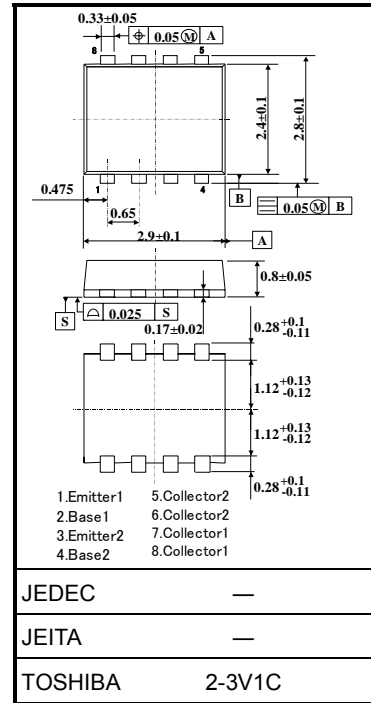 0.33±0.05
⌖ 0.05Ⓜ A
8 5
2.4±0.1
2.8±0.1
0.475
1 4
0.65
B
⌯ 0.05Ⓜ B
2.9±0.1
A
0.8±0.05
S
⌓ 0.025 S
0.17±0.02
0.28 +0.1 -0.11
1.12 +0.13 -0.12
1.12 +0.13 -0.12
0.28 +0.1 -0.11
1.Emitter1 5.Collector2
2.Base1 6.Collector2
3.Emitter2 7.Collector1
4.Base2 8.Collector1
JEDEC —
JEITA —
TOSHIBA 2-3V1C